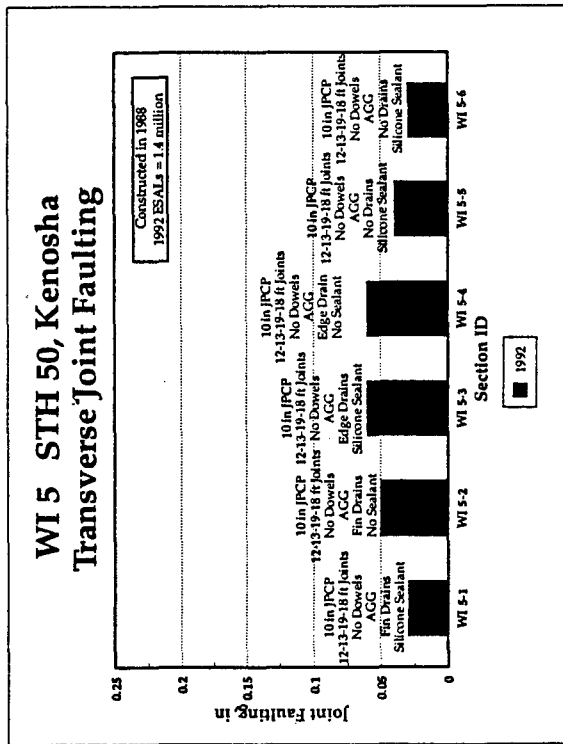 WI 5 STH 50, Kenosha
Transverse Joint Faulting
Joint Faulting, in
0.25
0.2
0.15
0.1
0.05
0
Constructed in 1988
1992 ESALs = 1.4 million
10 in JPCP
12-13-19-18 ft Joints
No Dowels
AGG
Fin Drains
Silicone Sealant
10 in JPCP
12-13-19-18 ft Joints
No Dowels
AGG
Fin Drains
No Sealant
10 in JPCP
12-13-19-18 ft Joints
No Dowels
AGG
Edge Drains
Silicone Sealant
10 in JPCP
12-13-19-18 ft Joints
No Dowels
AGG
Edge Drain
No Sealant
10 in JPCP
12-13-19-18 ft Joints
No Dowels
AGG
No Drains
Silicone Sealant
10 in JPCP
12-13-19-18 ft Joints
No Dowels
AGG
No Drains
Silicone Sealant
WI 5-1
WI 5-2
WI 5-3
WI 5-4
WI 5-5
WI 5-6
Section ID
1992